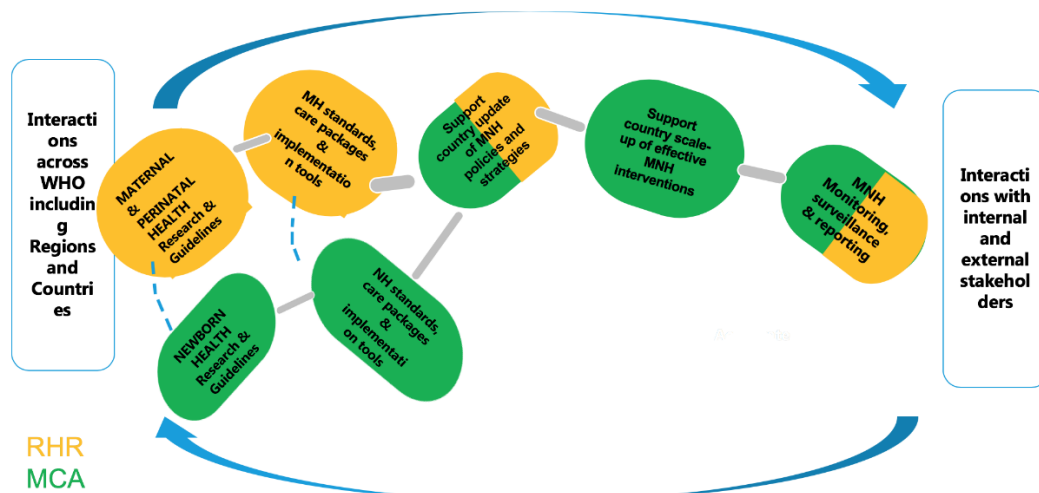 Interacti
ons
across
WHO
includin
g
Regions
and
Countri
es
MATERNAL
&
PERINATAL
HEALTH
Research &
Guidelines
MH standards,
care packages
&
implementatio
n tools
Support
country update
of MNH
policies and
strategies
Support
country scale-
up of effective
MNH
interventions
MNH
Monitoring,
surveillance
& reporting
NEWBORN
HEALTH
Research &
Guidelines
NH standards,
care packages
&
implementati
on tools
Interacti
ons with
internal
and
external
stakehol
ders
RHR
MCA